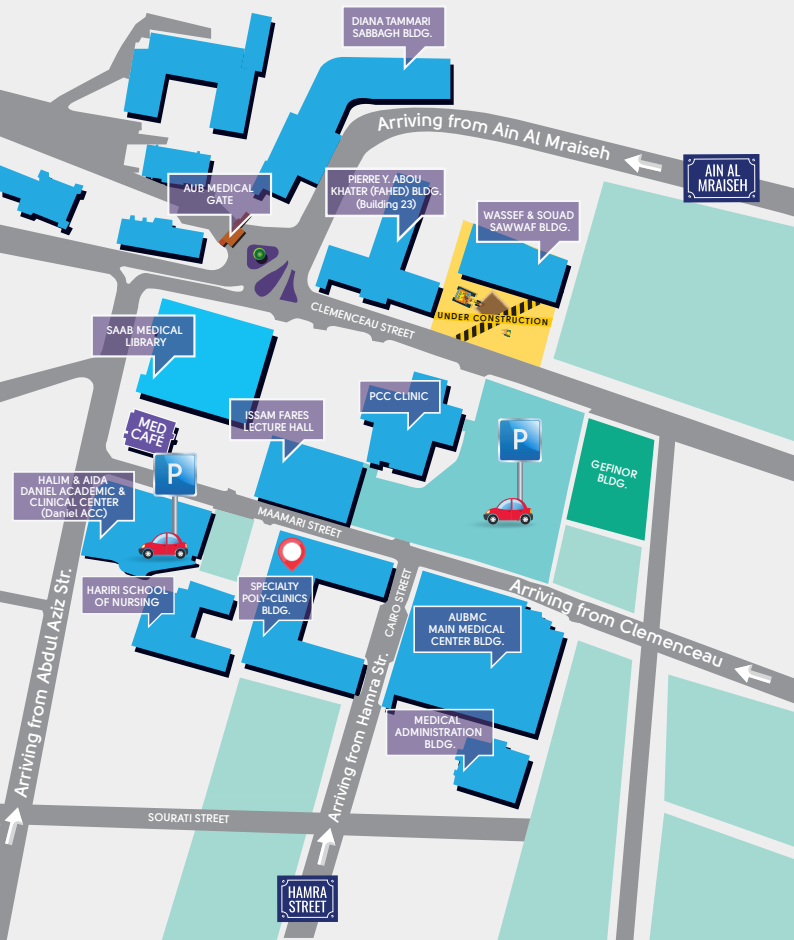 DIANA TAMMARI
SABBAGH BLDG.
Arriving from Ain Al Mraiseh
AIN AL
MRAISEH
AUB MEDICAL
GATE
PIERRE Y. ABOU
KHATER (FAHED) BLDG.
(Building 23)
WASSEF & SOUAD
SAWWAF BLDG.
UNDER CONSTRUCTION
CLEMENCEAU STREET
SAAB MEDICAL
LIBRARY
PCC CLINIC
ISSAM FARES
LECTURE HALL
MED
CAFÉ
P
P
GEFINOR
BLDG.
HALIM & AIDA
DANIEL ACADEMIC &
CLINICAL CENTER
(Daniel ACC)
MAAMARI STREET
HARIRI SCHOOL
OF NURSING
SPECIALTY
POLY-CLINICS
BLDG.
CAIRO STREET
AUBMC
MAIN MEDICAL
CENTER BLDG.
Arriving from Clemenceau
Arriving from Abdul Aziz Str.
Arriving from Hamra Str.
MEDICAL
ADMINISTRATION
BLDG.
SOURATI STREET
HAMRA
STREET